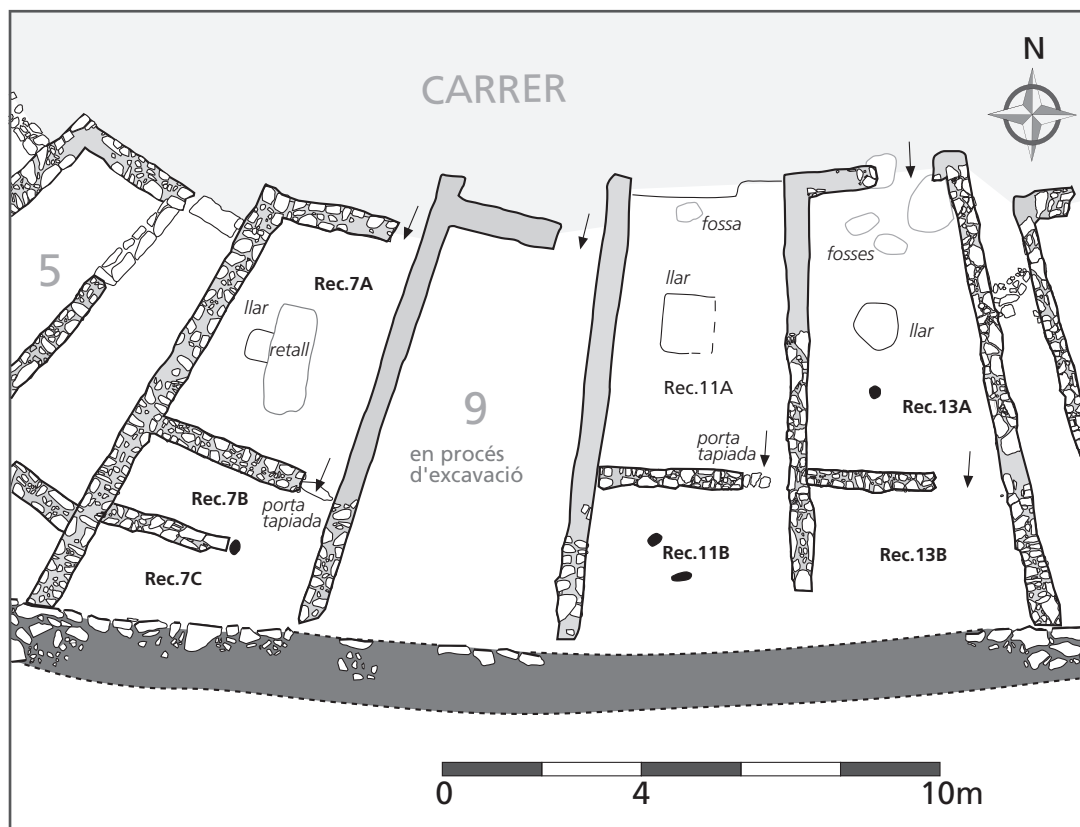 CARRER
N
5
Rec.7A
llar
retall
Rec.7B
porta
tapiada
Rec.7C
9
en procés
d'excavació
fossa
llar
Rec.11A
porta
tapiada
Rec.11B
fosses
llar
Rec.13A
Rec.13B
0
4
10m